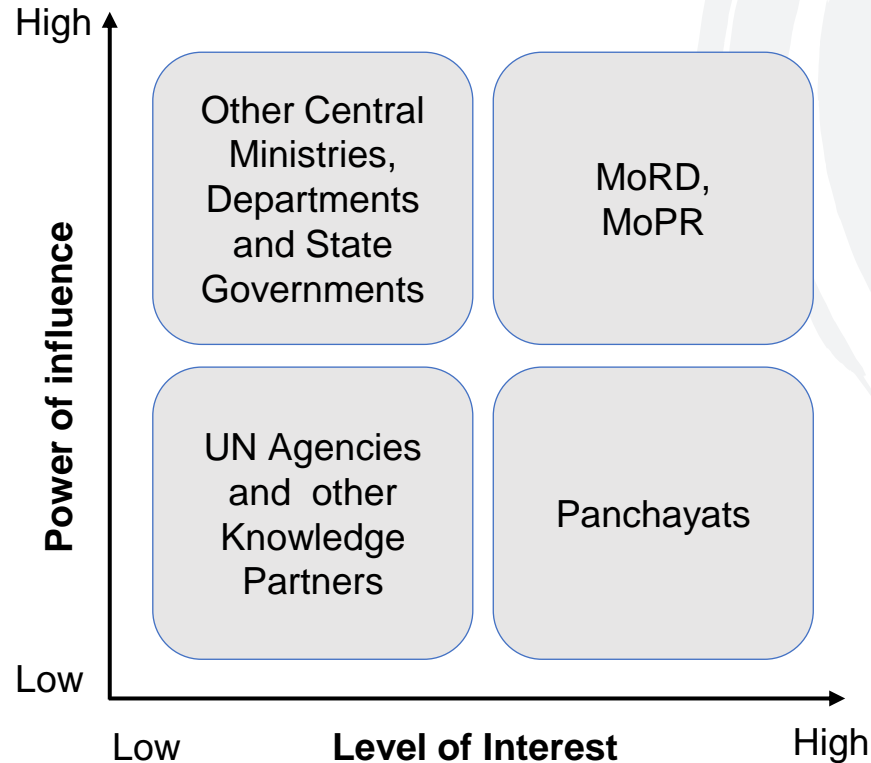 High
Other Central
Ministries,
Departments
and State
Governments
MoRD,
MoPR
Power of influence
UN Agencies
and other
Knowledge
Partners
Panchayats
Low
Low
Level of Interest
High